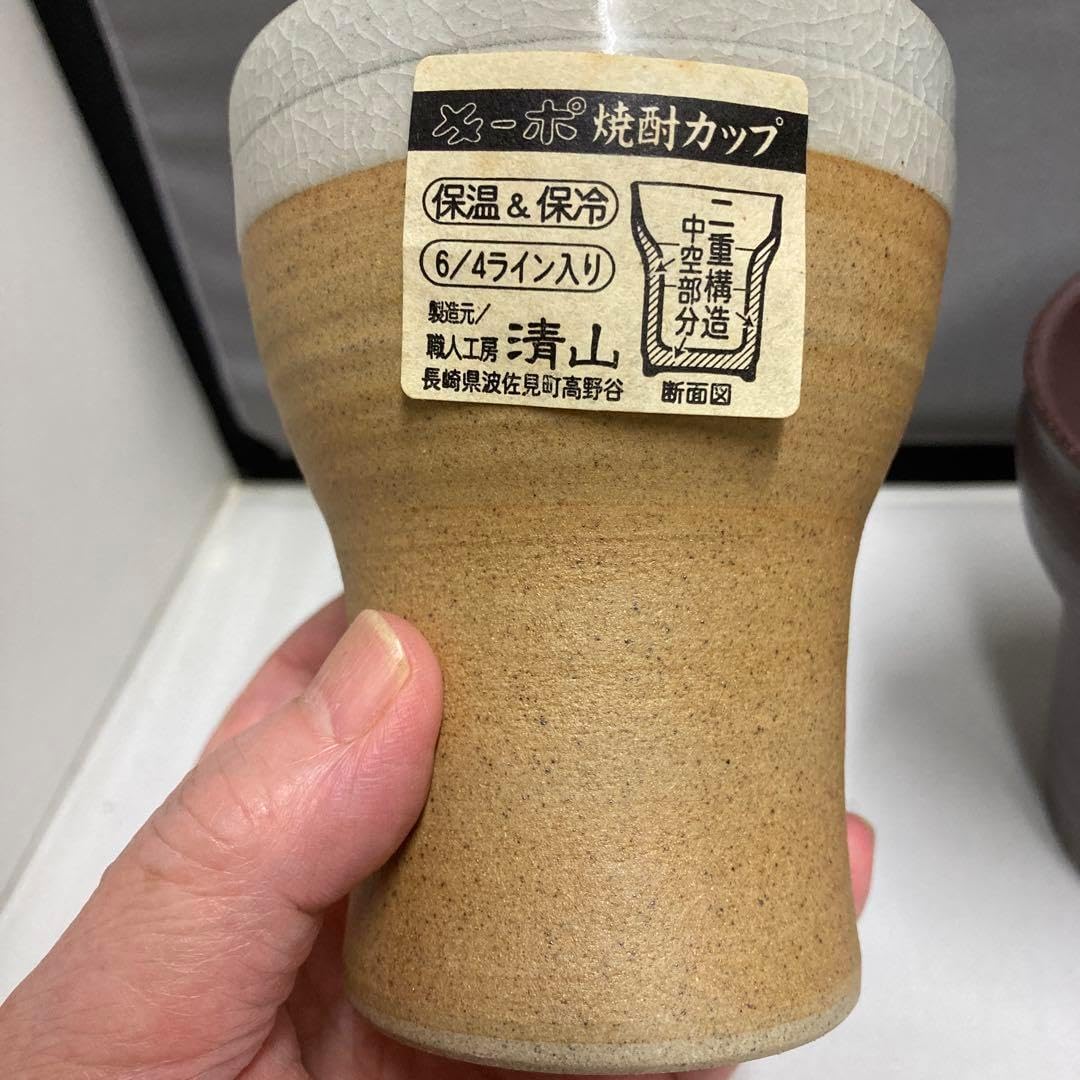 ヌーポ 焼酎カップ
保温&保冷
6/4ライン入り
製造元/
職人工房 清山
長崎県波佐見町高野谷
二重構造
中空部分
断面図